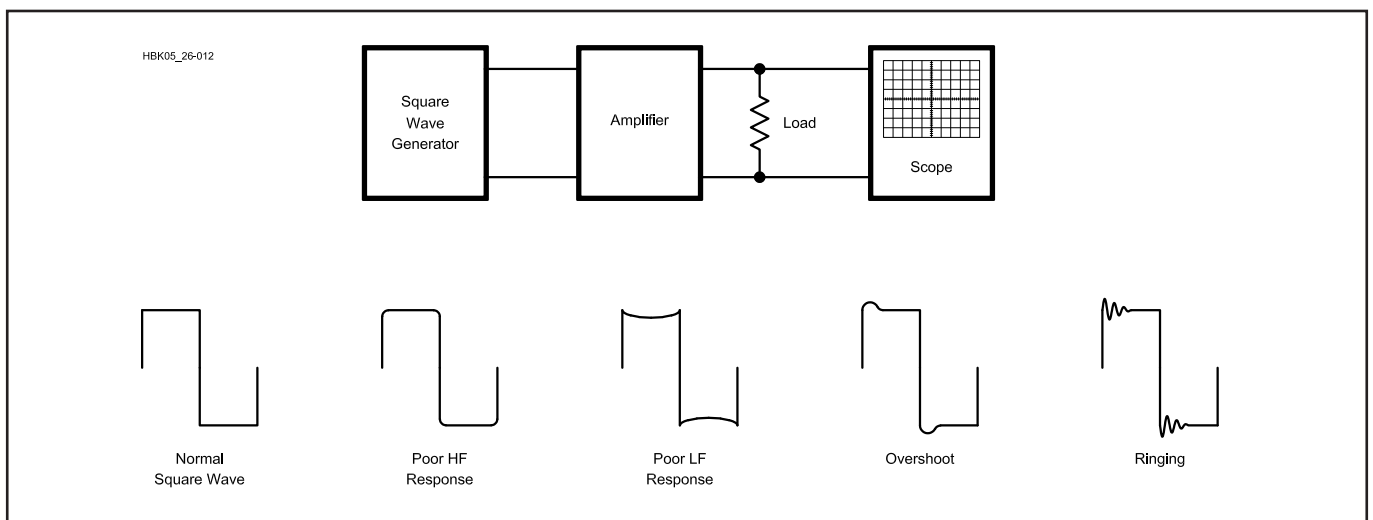 HBK05_26-012
Square
Wave
Generator
Amplifier
Load
Scope
Normal
Square Wave
Poor HF
Response
Poor LF
Response
Overshoot
Ringing